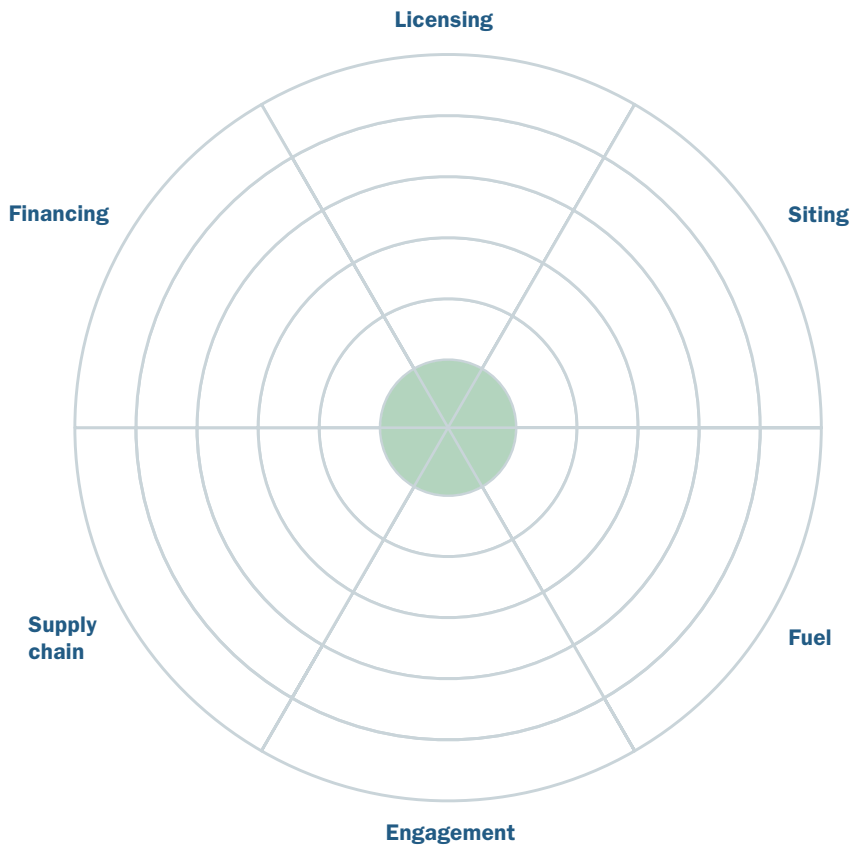 Licensing
Financing
Siting
Supply
chain
Fuel
Engagement